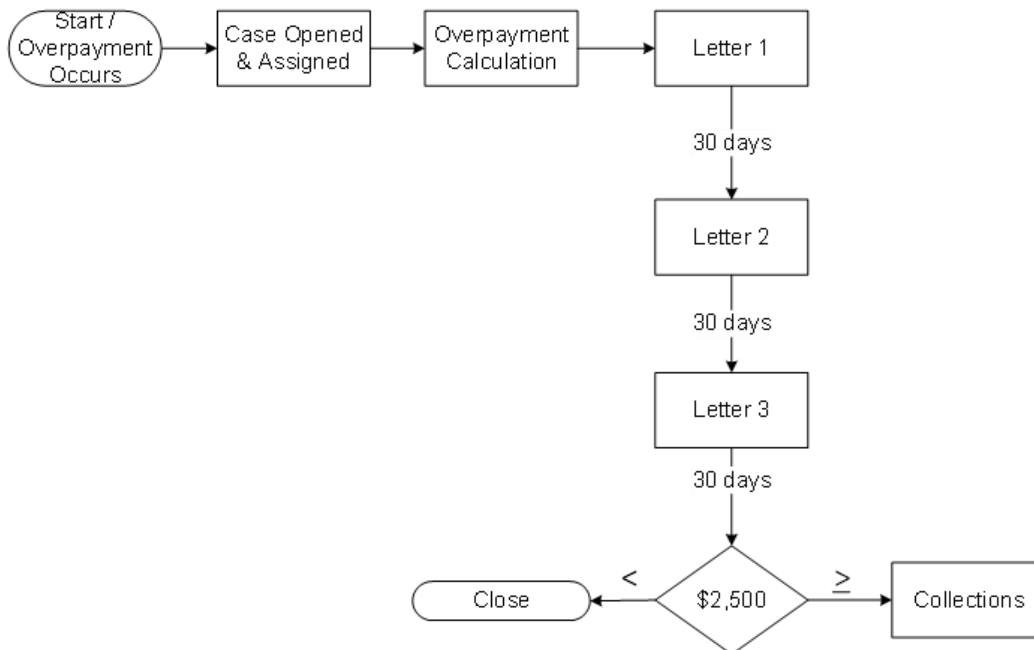 Start /
Overpayment
Occurs
Case Opened
& Assigned
Overpayment
Calculation
Letter 1
30 days
Letter 2
30 days
Letter 3
30 days
<
$2,500
≥
Close
Collections